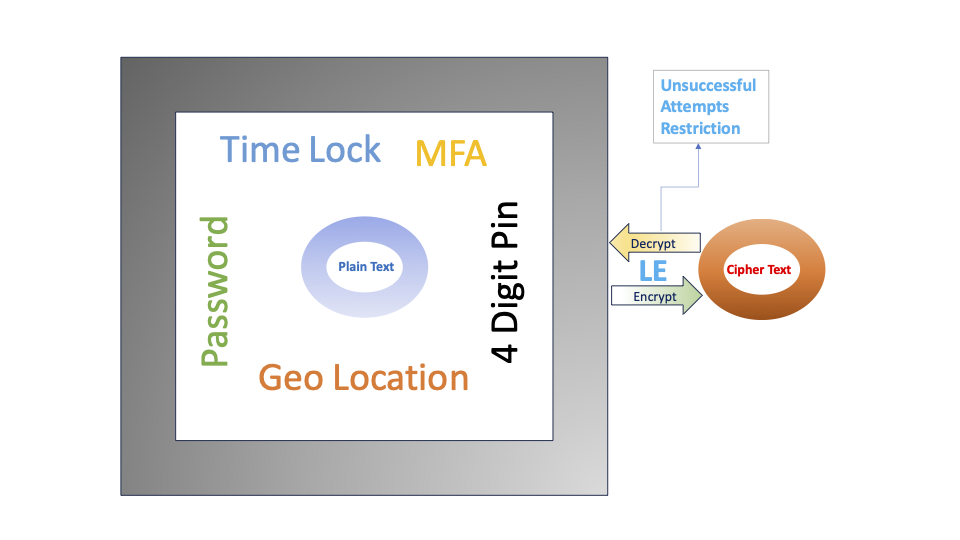 Unsuccessful
Attempts
Restriction
Time Lock
MFA
Password
4 Digit Pin
Plain Text
Geo Location
Decrypt
LE
Encrypt
Cipher Text